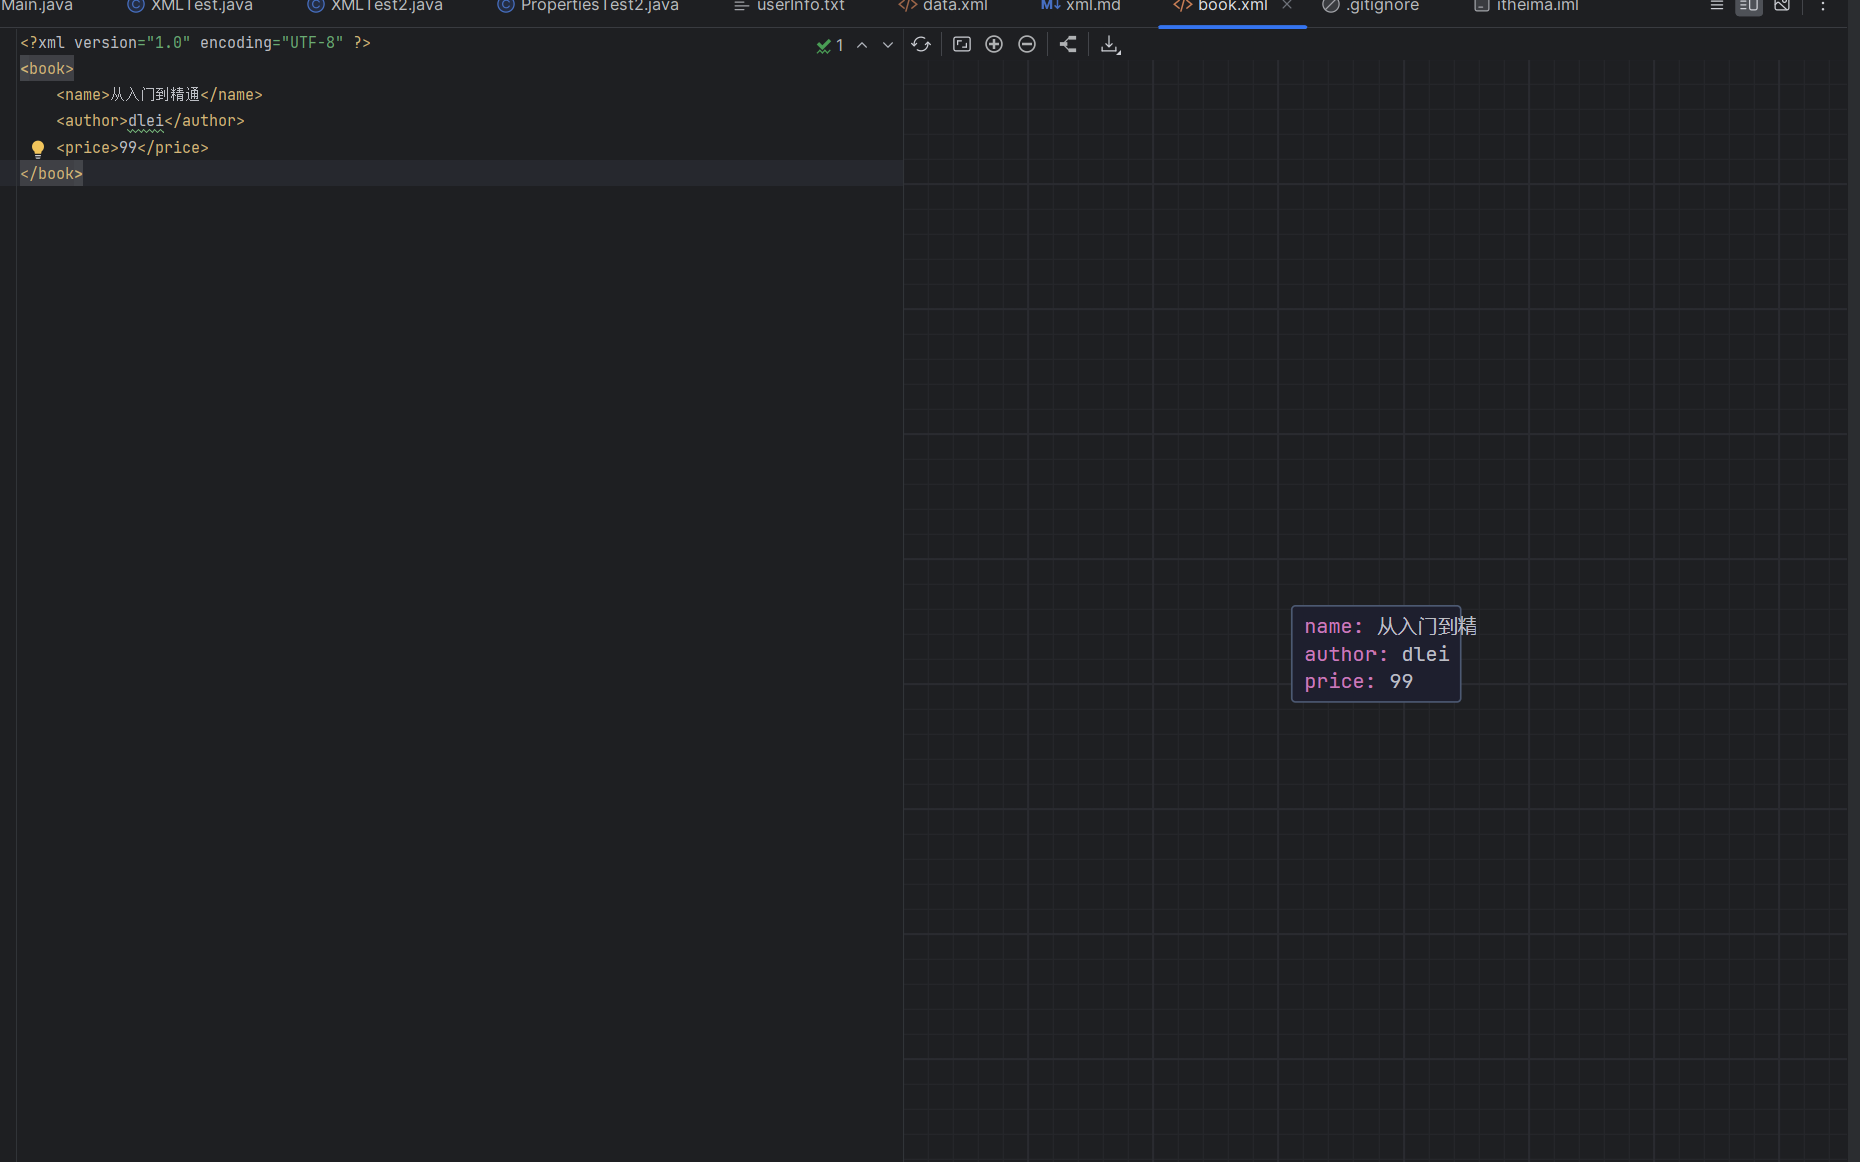 Main.java XMLTest.java XMLTest2.java PropertiesTest2.java userInfo.txt data.xml xml.md book.xml .gitignore itheima.iml
<?xml version="1.0" encoding="UTF-8" ?>
1
<book>
<name>从入门到精通</name>
<author>dlei</author>
<price>99</price>
</book>
name: 从入门到精
author: dlei
price: 99